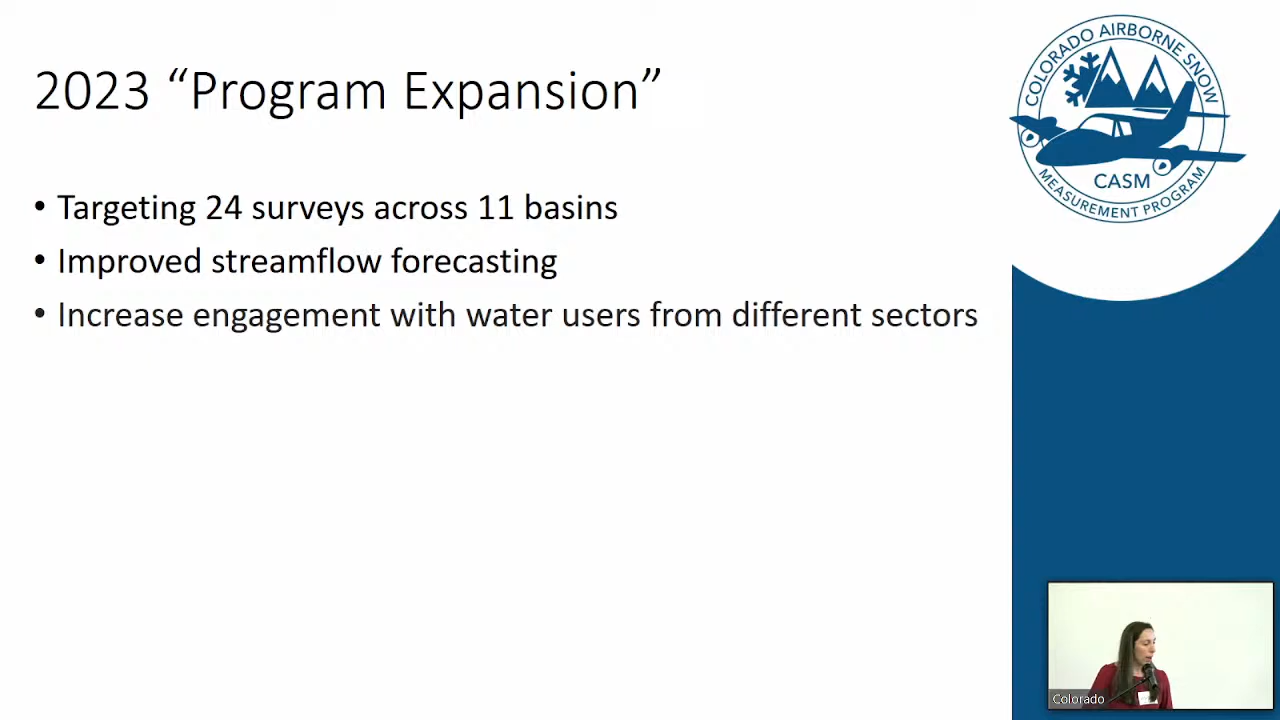 2023 “Program Expansion”
• Targeting 24 surveys across 11 basins
• Improved streamflow forecasting
• Increase engagement with water users from different sectors
COLORADO AIRBORNE SNOW
CASM
MEASUREMENT PROGRAM
Colorado